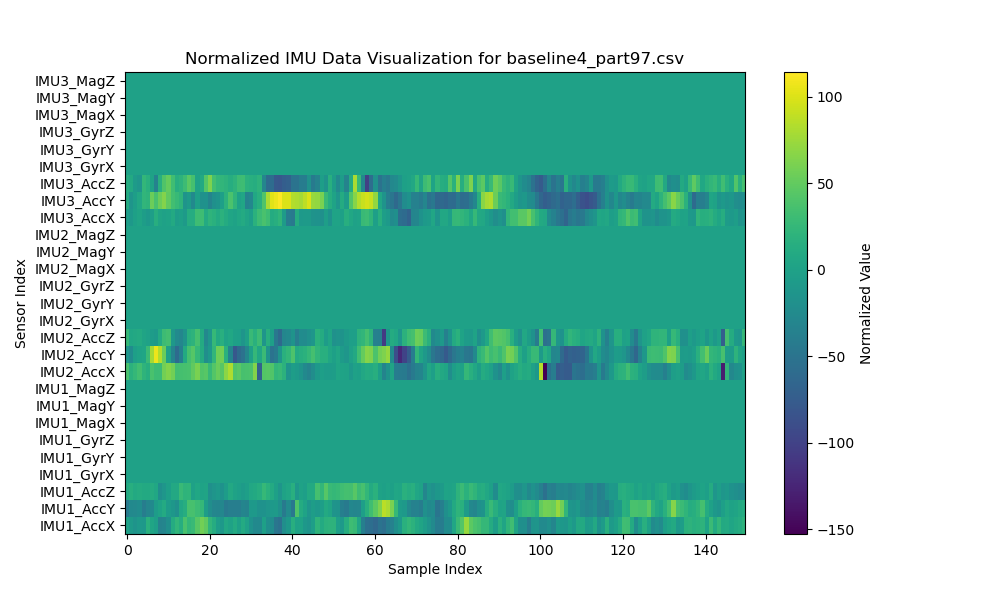 Normalized IMU Data Visualization for baseline4_part97.csv
IMU3_MagZ
IMU3_MagY
IMU3_MagX
IMU3_GyrZ
IMU3_GyrY
IMU3_GyrX
IMU3_AccZ
IMU3_AccY
IMU3_AccX
IMU2_MagZ
IMU2_MagY
IMU2_MagX
IMU2_GyrZ
IMU2_GyrY
IMU2_GyrX
IMU2_AccZ
IMU2_AccY
IMU2_AccX
IMU1_MagZ
IMU1_MagY
IMU1_MagX
IMU1_GyrZ
IMU1_GyrY
IMU1_GyrX
IMU1_AccZ
IMU1_AccY
IMU1_AccX
Sensor Index
0 20 40 60 80 100 120 140
Sample Index
100
50
0
−50
−100
−150
Normalized Value